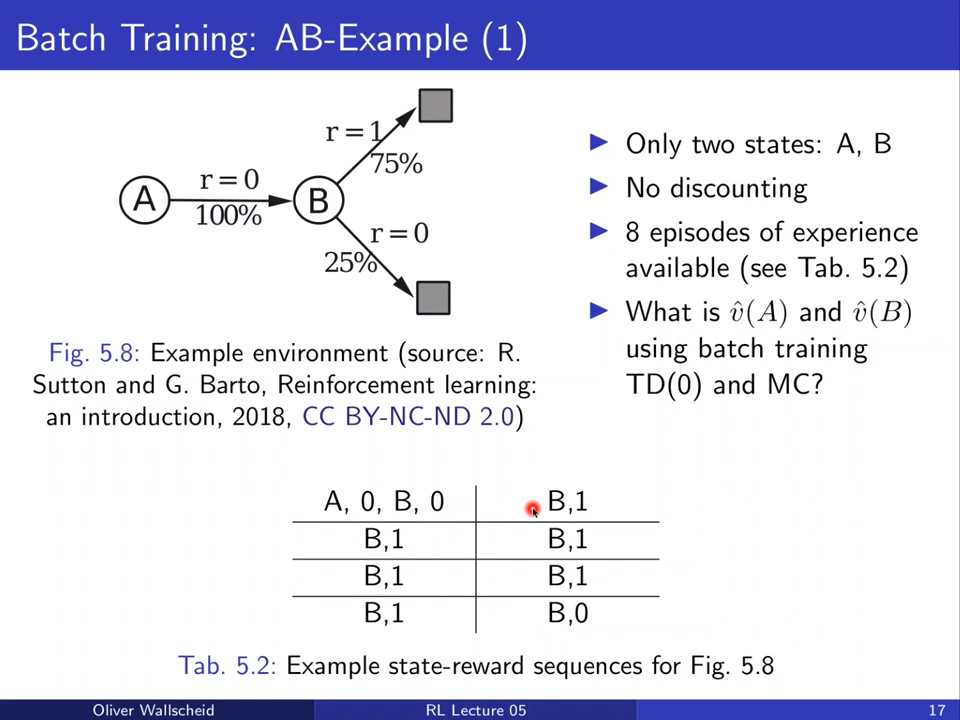 Batch Training: AB-Example (1)
r = 1
75%
A
r = 0
100%
B
r = 0
25%
Fig. 5.8: Example environment (source: R.
Sutton and G. Barto, Reinforcement learning:
an introduction, 2018, CC BY-NC-ND 2.0)
▶ Only two states: A, B
▶ No discounting
▶ 8 episodes of experience
available (see Tab. 5.2)
▶ What is v̂(A) and v̂(B)
using batch training
TD(0) and MC?
A, 0, B, 0 B,1
B,1 B,1
B,1 B,1
B,1 B,0
Tab. 5.2: Example state-reward sequences for Fig. 5.8
Oliver Wallscheid RL Lecture 05 17